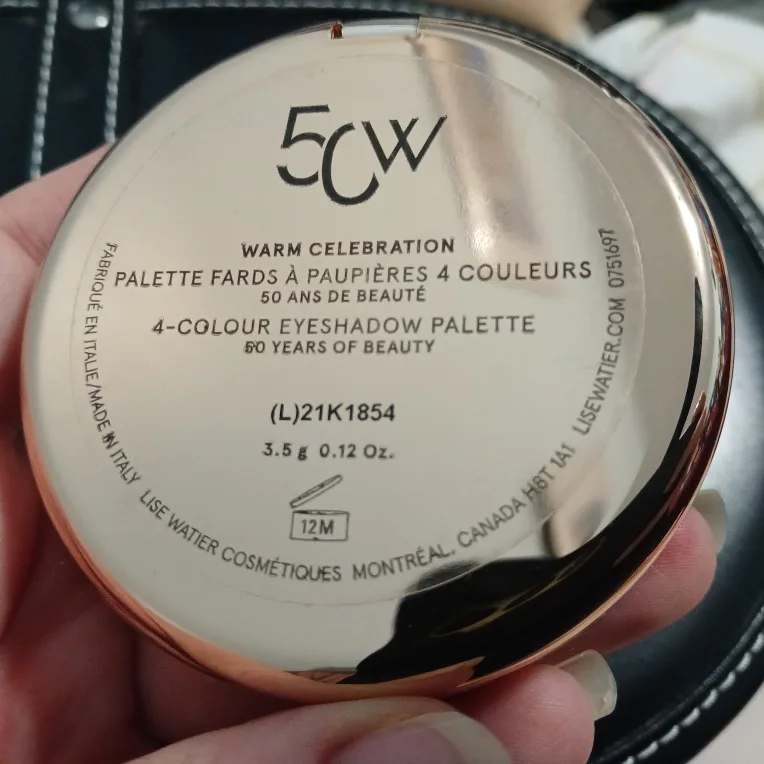 50W
WARM CELEBRATION
PALETTE FARDS À PAUPIÈRES 4 COULEURS
50 ANS DE BEAUTÉ
4-COLOUR EYESHADOW PALETTE
50 YEARS OF BEAUTY
(L)21K1854
3.5 g 0.12 Oz.
12M
FABRIQUÉ EN ITALIE/MADE IN ITALY LISE WATIER COSMÉTIQUES MONTRÉAL, CANADA H8T 1A1 LISEWATIER.COM 0751697